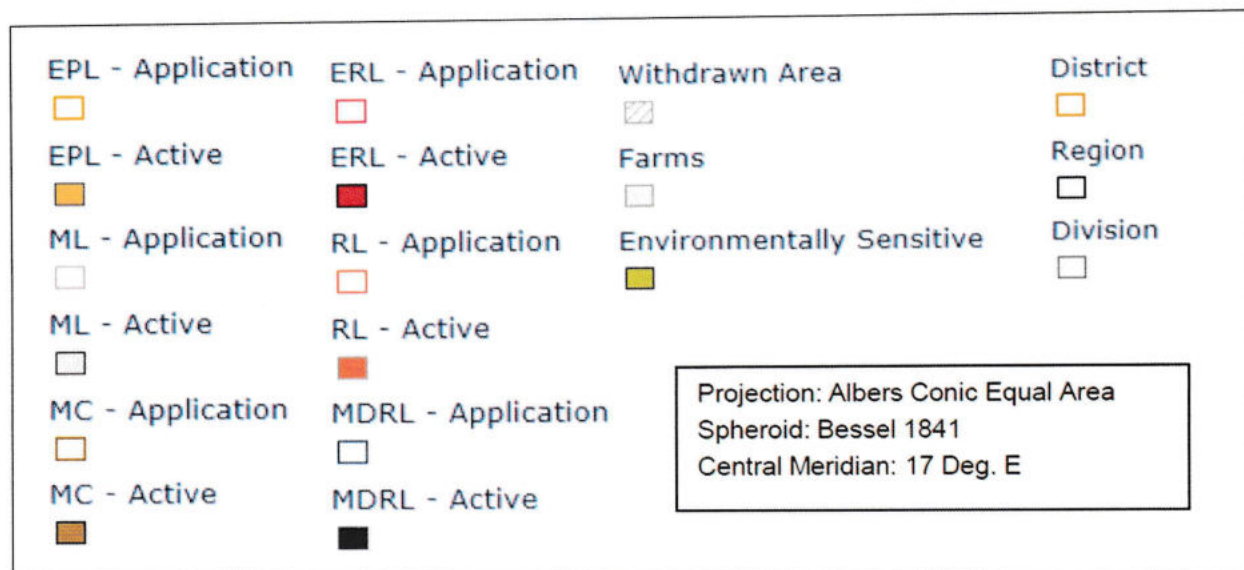 EPL - Application
EPL - Active
ML - Application
ML - Active
MC - Application
MC - Active
ERL - Application
ERL - Active
RL - Application
RL - Active
MDRL - Application
MDRL - Active
Withdrawn Area
Farms
Environmentally Sensitive
District
Region
Division
Projection: Albers Conic Equal Area
Spheroid: Bessel 1841
Central Meridian: 17 Deg. E